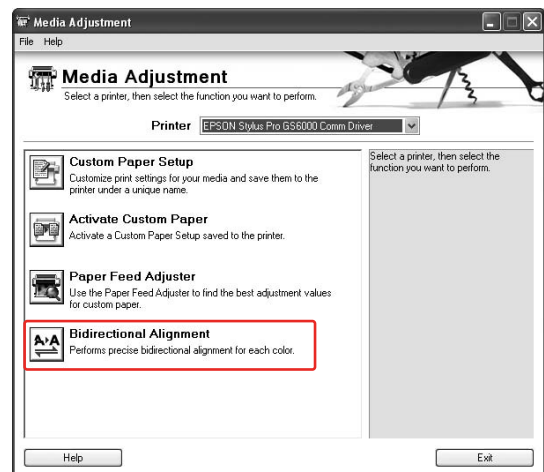 Media Adjustment
File Help
Media Adjustment
Select a printer, then select the function you want to perform.
Printer EPSON Stylus Pro GS6000 Comm Driver
Custom Paper Setup
Customize print settings for your media and save them to the
printer under a unique name.
Activate Custom Paper
Activate a Custom Paper Setup saved to the printer.
Paper Feed Adjuster
Use the Paper Feed Adjuster to find the best adjustment values
for custom paper.
A A Bidirectional Alignment
Performs precise bidirectional alignment for each color.
Select a printer, then select the
function you want to perform.
Help Exit